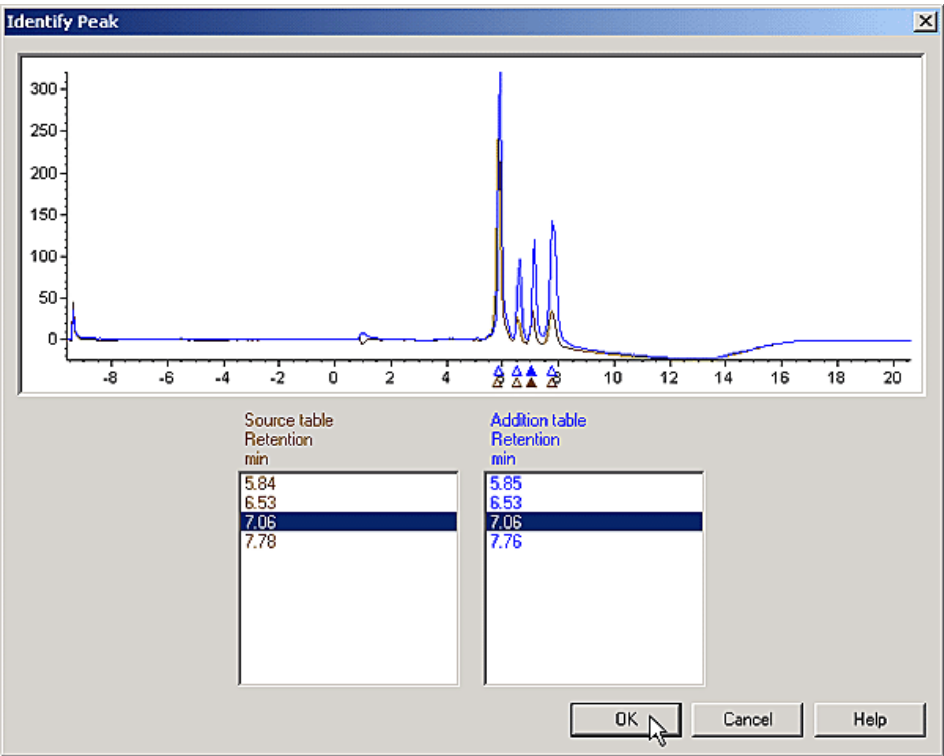 Identify Peak
300
250
200
150
100
50
0
-8 -6 -4 -2 0 2 4 6 8 10 12 14 16 18 20
Source table
Retention
min
5.84
6.53
7.06
7.78
Addition table
Retention
min
5.85
6.53
7.06
7.76
OK Cancel Help